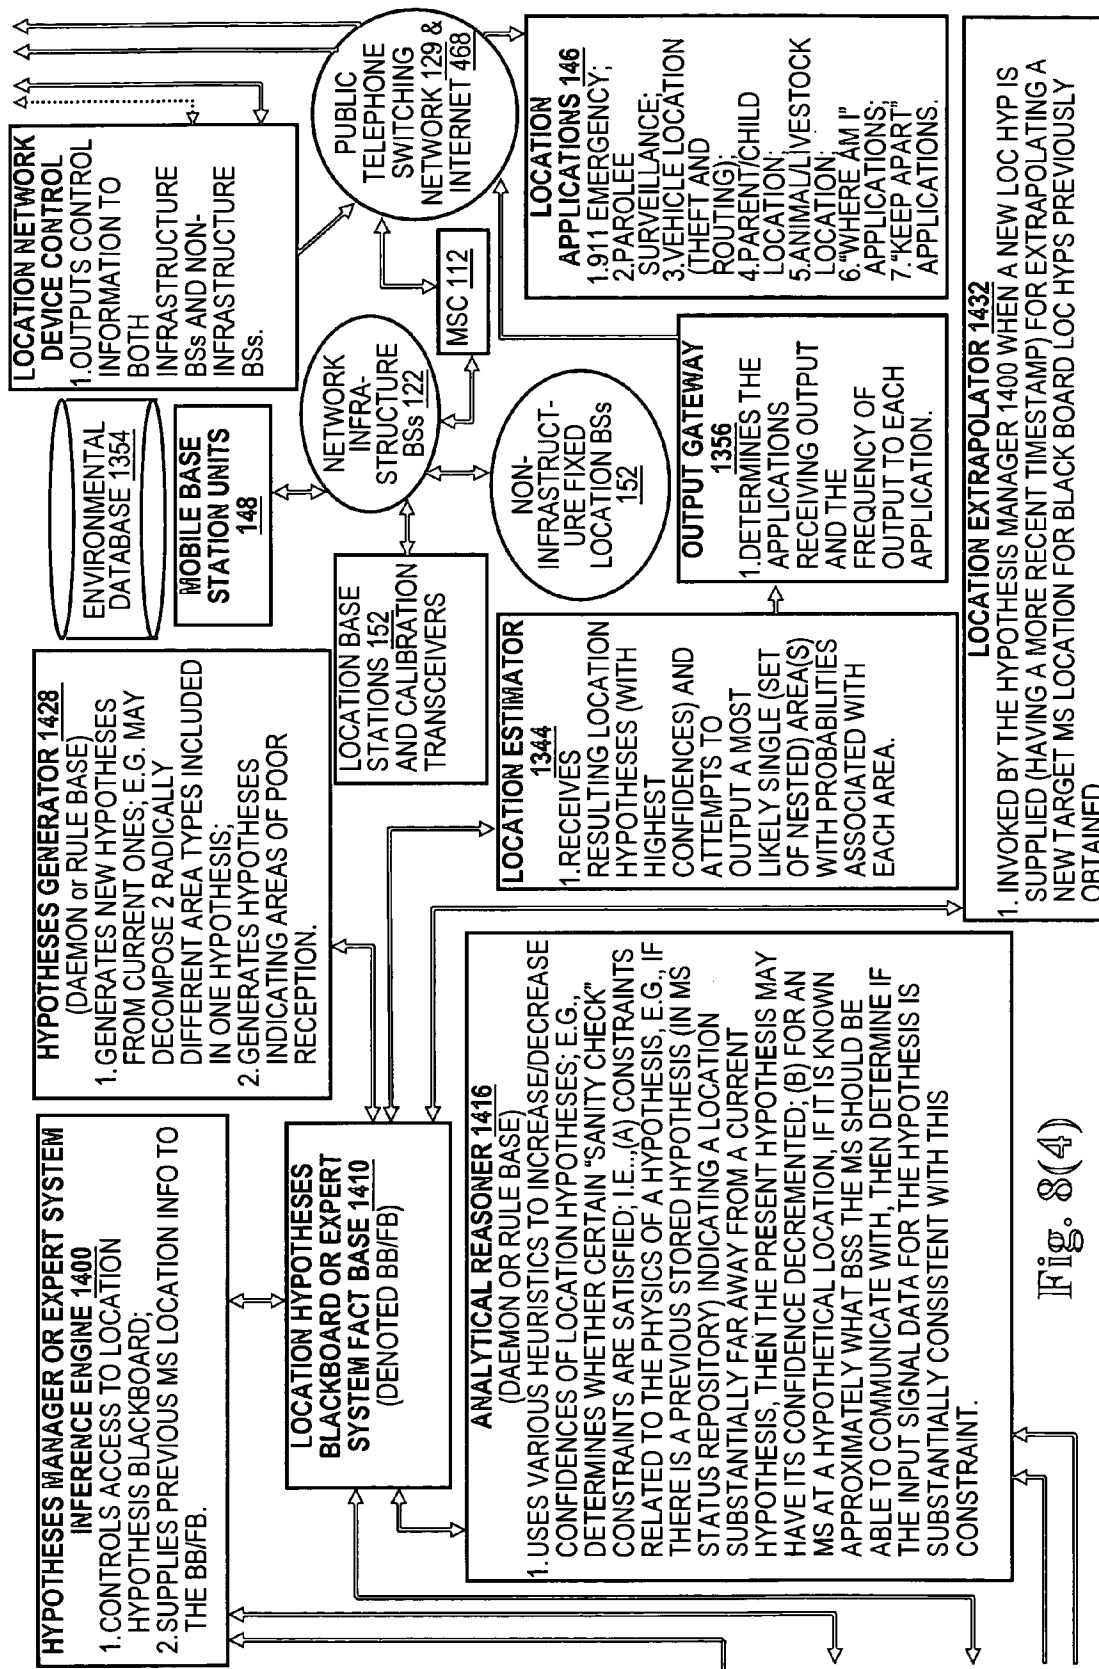 HYPOTHESES MANAGER OR EXPERT SYSTEM
INFERENCE ENGINE 1400
1.CONTROLS ACCESS TO LOCATION
HYPOTHESIS BLACKBOARD;
2.SUPPLIES PREVIOUS MS LOCATION INFO TO
THE BB/FB.
HYPOTHESES GENERATOR 1428
(DAEMON or RULE BASE)
1. GENERATES NEW HYPOTHESES
FROM CURRENT ONES; E.G. MAY
DECOMPOSE 2 RADICALLY
DIFFERENT AREA TYPES INCLUDED
IN ONE HYPOTHESIS;
2. GENERATES HYPOTHESES
INDICATING AREAS OF POOR
RECEPTION.
ENVIRONMENTAL
DATABASE 1354
MOBILE BASE
STATION UNITS
148
LOCATION NETWORK
DEVICE CONTROL
1.OUTPUTS CONTROL
INFORMATION TO
BOTH
INFRASTRUCTURE
BSs AND NON-
INFRASTRUCTURE
BSs.
LOCATION HYPOTHESES
BLACKBOARD OR EXPERT
SYSTEM FACT BASE 1410
(DENOTED BB/FB)
LOCATION BASE
STATIONS 152
AND CALIBRATION
TRANSCEIVERS
NETWORK
INFRA-
STRUCTURE
BSs 122
MSC 112
PUBLIC
TELEPHONE
SWITCHING
NETWORK 129 &
INTERNET 468
NON-
INFRASTRUCT-
URE FIXED
LOCATION BSs
152
ANALYTICAL REASONER 1416
(DAEMON OR RULE BASE)
1. USES VARIOUS HEURISTICS TO INCREASE/DECREASE
CONFIDENCES OF LOCATION HYPOTHESES; E.G.,
DETERMINES WHETHER CERTAIN "SANITY CHECK"
CONSTRAINTS ARE SATISFIED; I.E..,(A) CONSTRAINTS
RELATED TO THE PHYSICS OF A HYPOTHESIS, E.G., IF
THERE IS A PREVIOUS STORED HYPOTHESIS (IN MS
STATUS REPOSITORY) INDICATING A LOCATION
SUBSTANTIALLY FAR AWAY FROM A CURRENT
HYPOTHESIS, THEN THE PRESENT HYPOTHESIS MAY
HAVE ITS CONFIDENCE DECREMENTED; (B) FOR AN
MS AT A HYPOTHETICAL LOCATION, IF IT IS KNOWN
APPROXIMATELY WHAT BSS THE MS SHOULD BE
ABLE TO COMMUNICATE WITH, THEN DETERMINE IF
THE INPUT SIGNAL DATA FOR THE HYPOTHESIS IS
SUBSTANTIALLY CONSISTENT WITH THIS
CONSTRAINT.
LOCATION ESTIMATOR
1344
1.RECEIVES
RESULTING LOCATION
HYPOTHESES (WITH
HIGHEST
CONFIDENCES) AND
ATTEMPTS TO
OUTPUT A MOST
LIKELY SINGLE (SET
OF NESTED) AREA(S)
WITH PROBABILITIES
ASSOCIATED WITH
EACH AREA.
OUTPUT GATEWAY
1356
1.DETERMINES THE
APPLICATIONS
RECEIVING OUTPUT
AND THE
FREQUENCY OF
OUTPUT TO EACH
APPLICATION.
LOCATION
APPLICATIONS 146
1.911 EMERGENCY;
2.PAROLEE
SURVEILLANCE;
3.VEHICLE LOCATION
(THEFT AND
ROUTING);
4.PARENT/CHILD
LOCATION;
5.ANIMAL/LIVESTOCK
LOCATION;
6."WHERE AM I"
APPLICATIONS;
7."KEEP APART"
APPLICATIONS.
LOCATION EXTRAPOLATOR 1432
1. INVOKED BY THE HYPOTHESIS MANAGER 1400 WHEN A NEW LOC HYP IS
SUPPLIED (HAVING A MORE RECENT TIMESTAMP) FOR EXTRAPOLATING A
NEW TARGET MS LOCATION FOR BLACK BOARD LOC HYPS PREVIOUSLY
OBTAINED
Fig. 8(4)